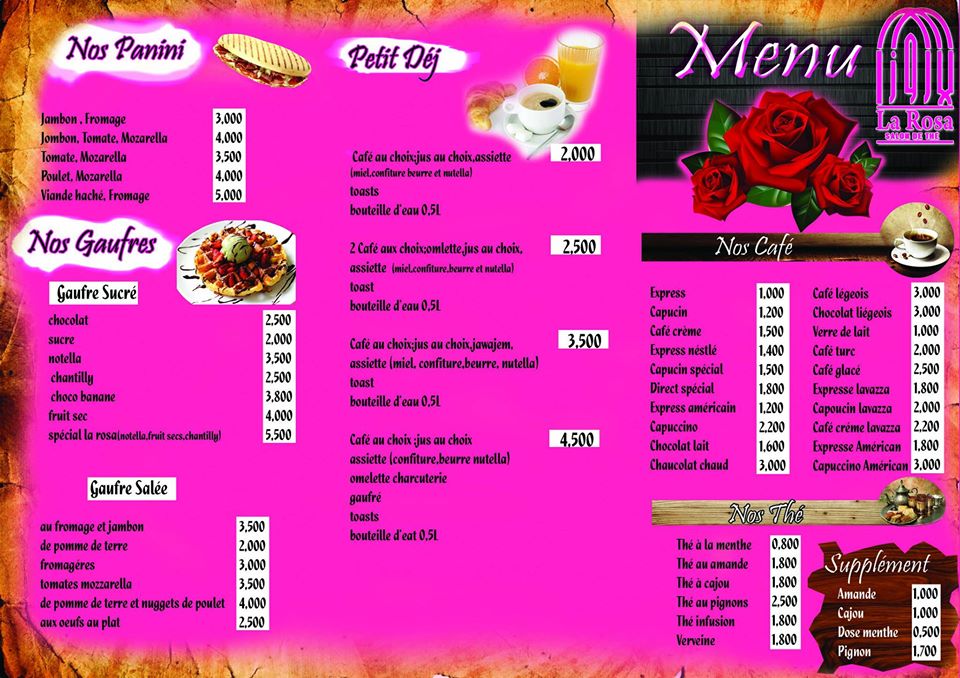 Nos Panini
Jambon , Fromage 3,000
Jombon, Tomate, Mozarella 4,000
Tomate, Mozarella 3,500
Poulet, Mozarella 4,000
Viande haché, Fromage 5,000
Nos Gaufres
Gaufre Sucré
chocolat 2,500
sucre 2,000
notella 3,500
chantilly 2,500
choco banane 3,800
fruit sec 4,000
spécial la rosa(notella,fruit secs,chantilly) 5,500
Gaufre Salée
au fromage et jambon 3,500
de pomme de terre 2,000
fromagéres 3,000
tomates mozzarella 3,500
de pomme de terre et nuggets de poulet 4,000
aux oeufs au plat 2,500
Petit Déj
Café au choix;jus au choix,assiette 2,000
(miel,confiture beurre et nutella)
toasts
bouteille d'eau 0,5L
2 Café aux choix;omlette,jus au choix, 2,500
assiette (miel,confiture,beurre et nutella)
toast
bouteille d'eau 0,5L
Café au choix;jus au choix,jawajem, 3,500
assiette (miel, confiture,beurre, nutella)
toast
bouteille d'eau 0,5L
Café au choix ;jus au choix 4,500
assiette (confiture,beurre nutella)
omelette charcuterie
gaufré
toasts
bouteille d'eat 0,5L
Menu
La Rosa
SALON DE THÉ
Nos Café
Express 1,000
Capucin 1,200
Café crème 1,500
Express néstlé 1,400
Capucin spécial 1,500
Direct spécial 1,800
Express américain 1,200
Capuccino 2,200
Chocolat lait 1,600
Chaucolat chaud 3,000
Café légeois 3,000
Chocolat liégeois 3,000
Verre de lait 1,000
Café turc 2,000
Café glacé 2,500
Expresse lavazza 1,800
Capoucin lavazza 2,000
Café créme lavazza 2,200
Expresse Américan 1,800
Capuccino Américan 3,000
Nos Thé
Thé à la menthe 0,800
Thé au amande 1,800
Thé à cajou 1,800
Thé au pignons 2,500
Thé infusion 1,800
Verveine 1,800
Supplément
Amande 1,000
Cajou 1,000
Dose menthe 0,500
Pignon 1,700